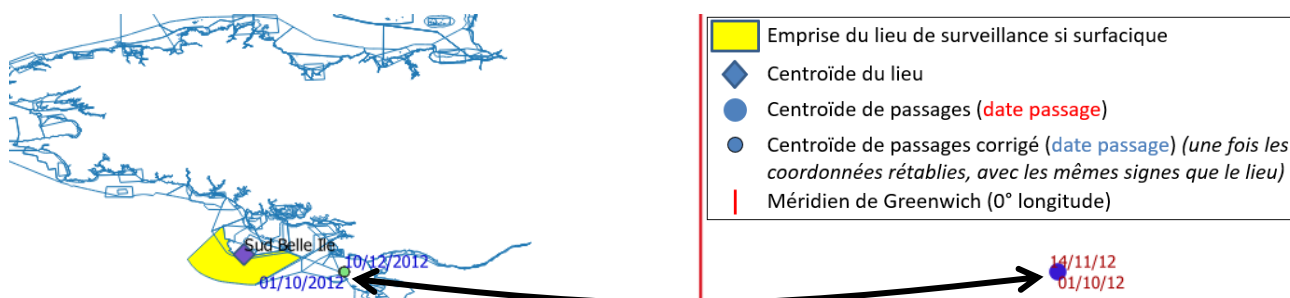 Emprise du lieu de surveillance si surfacique
Centroïde du lieu
Centroïde de passages (date passage)
Centroïde de passages corrigé (date passage) (une fois les
coordonnées rétablies, avec les mêmes signes que le lieu)
Méridien de Greenwich (0° longitude)
Sud Belle Ile
10/12/2012
01/10/2012
14/11/12
01/10/12